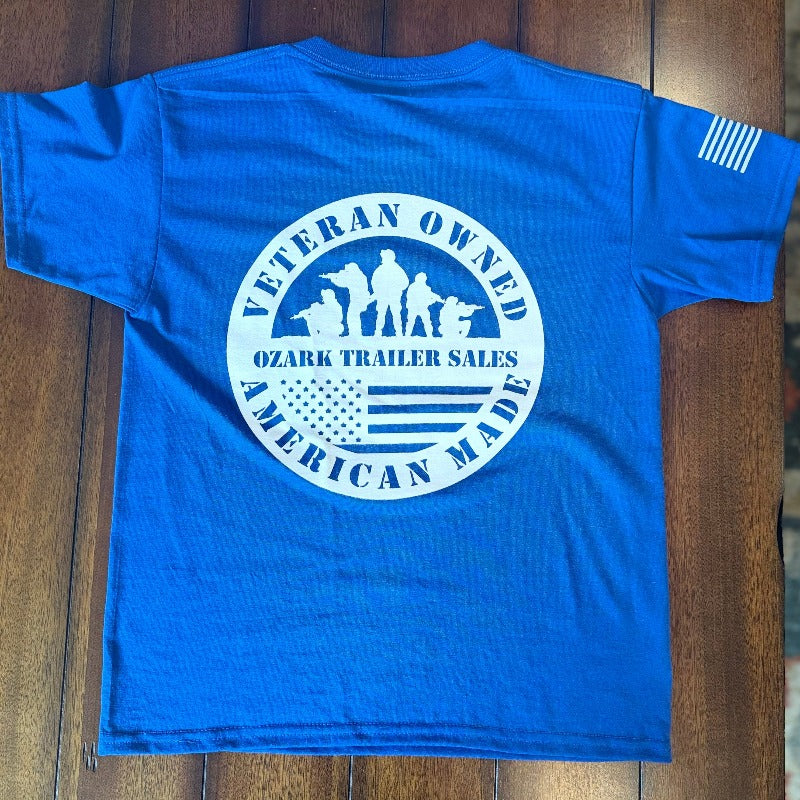 VETERAN OWNED
OZARK TRAILER SALES
AMERICAN MADE